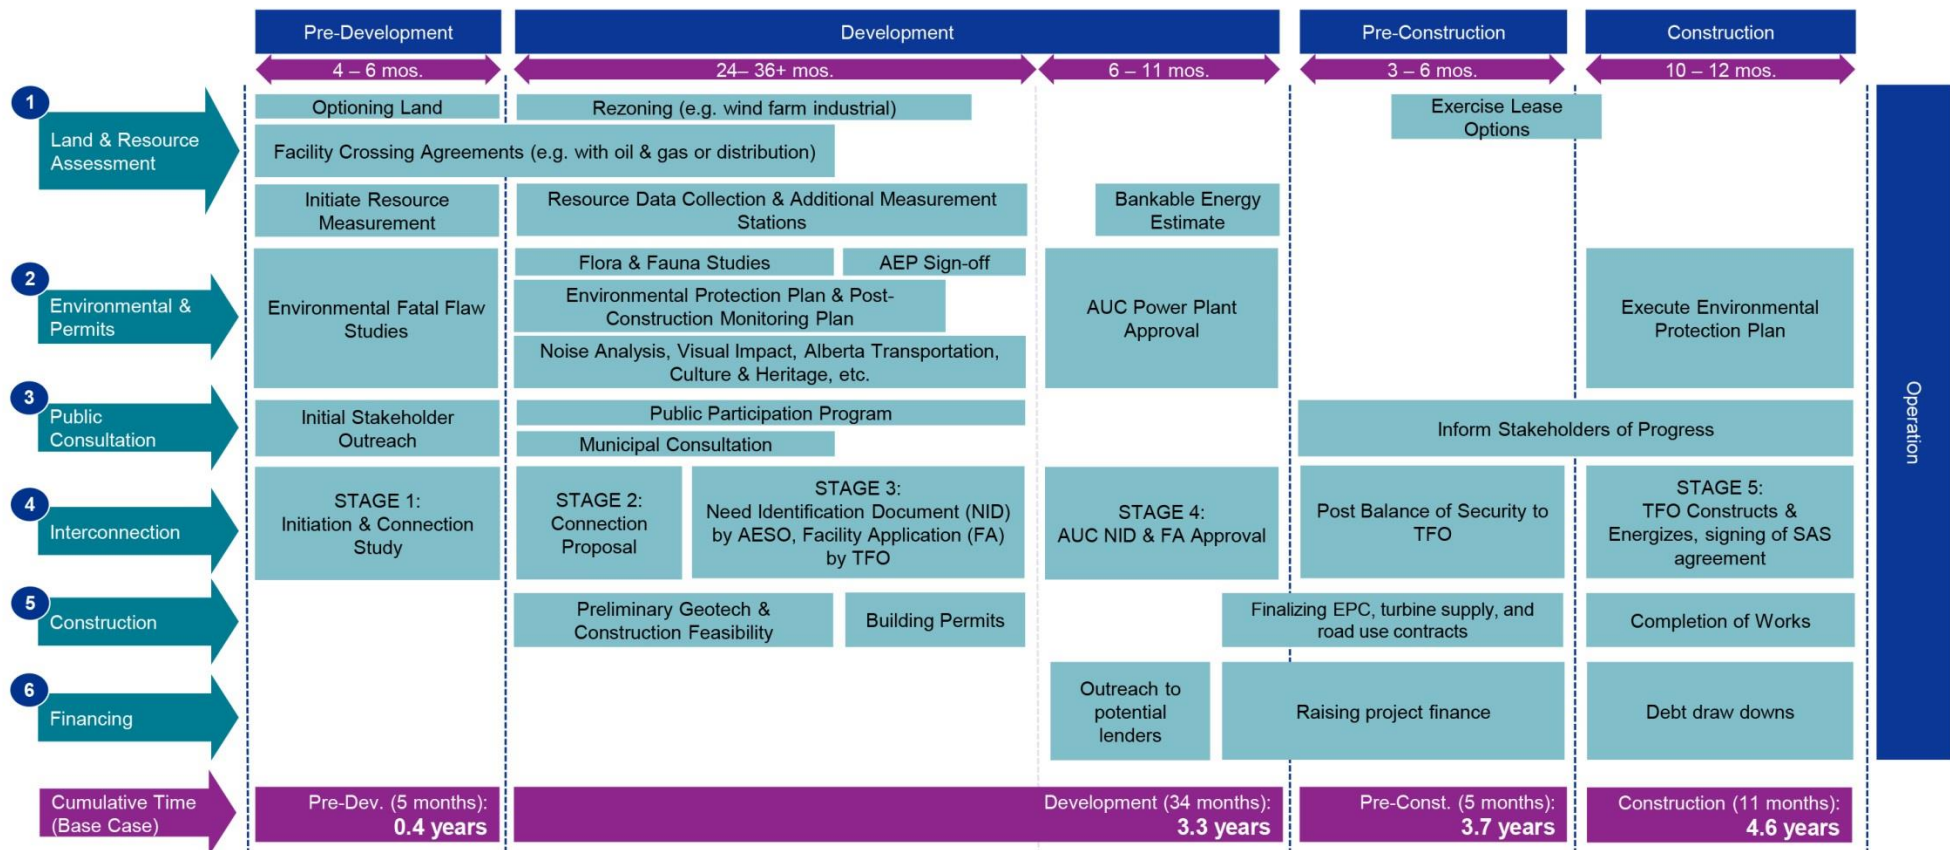 Pre-Development
Development
Pre-Construction
Construction
4 – 6 mos.
24– 36+ mos.
6 – 11 mos.
3 – 6 mos.
10 – 12 mos.
1
Land & Resource
Assessment
Optioning Land
Rezoning (e.g. wind farm industrial)
Exercise Lease
Options
Facility Crossing Agreements (e.g. with oil & gas or distribution)
Initiate Resource
Measurement
Resource Data Collection & Additional Measurement
Stations
Bankable Energy
Estimate
2
Environmental &
Permits
Environmental Fatal Flaw
Studies
Flora & Fauna Studies
AEP Sign-off
Environmental Protection Plan & Post-
Construction Monitoring Plan
Noise Analysis, Visual Impact, Alberta Transportation,
Culture & Heritage, etc.
AUC Power Plant
Approval
Execute Environmental
Protection Plan
3
Public
Consultation
Initial Stakeholder
Outreach
Public Participation Program
Municipal Consultation
Inform Stakeholders of Progress
4
Interconnection
STAGE 1:
Initiation & Connection
Study
STAGE 2:
Connection
Proposal
STAGE 3:
Need Identification Document (NID)
by AESO, Facility Application (FA)
by TFO
STAGE 4:
AUC NID & FA Approval
Post Balance of Security to
TFO
STAGE 5:
TFO Constructs &
Energizes, signing of SAS
agreement
5
Construction
Preliminary Geotech &
Construction Feasibility
Building Permits
Finalizing EPC, turbine supply, and
road use contracts
Completion of Works
6
Financing
Outreach to
potential
lenders
Raising project finance
Debt draw downs
Operation
Cumulative Time
(Base Case)
Pre-Dev. (5 months):
0.4 years
Development (34 months):
3.3 years
Pre-Const. (5 months):
3.7 years
Construction (11 months):
4.6 years